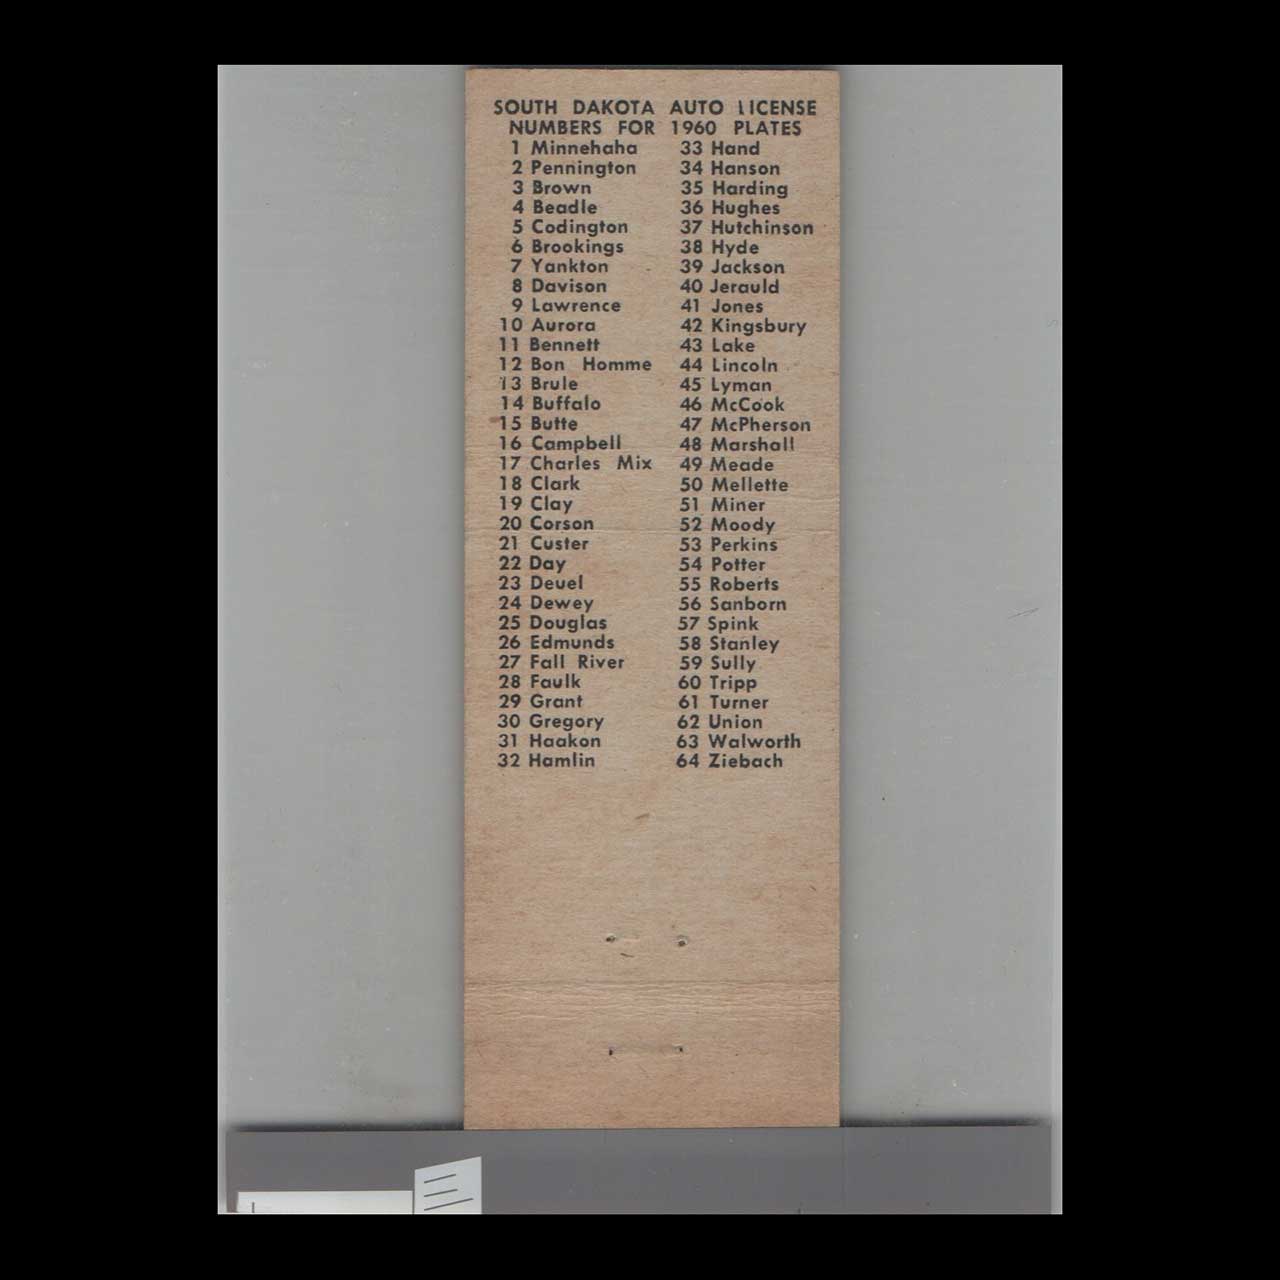 SOUTH DAKOTA AUTO LICENSE
NUMBERS FOR 1960 PLATES
1 Minnehaha
2 Pennington
3 Brown
4 Beadle
5 Codington
6 Brookings
7 Yankton
8 Davison
9 Lawrence
10 Aurora
11 Bennett
12 Bon Homme
13 Brule
14 Buffalo
15 Butte
16 Campbell
17 Charles Mix
18 Clark
19 Clay
20 Corson
21 Custer
22 Day
23 Deuel
24 Dewey
25 Douglas
26 Edmunds
27 Fall River
28 Faulk
29 Grant
30 Gregory
31 Haakon
32 Hamlin
33 Hand
34 Hanson
35 Harding
36 Hughes
37 Hutchinson
38 Hyde
39 Jackson
40 Jerauld
41 Jones
42 Kingsbury
43 Lake
44 Lincoln
45 Lyman
46 McCook
47 McPherson
48 Marshall
49 Meade
50 Mellette
51 Miner
52 Moody
53 Perkins
54 Potter
55 Roberts
56 Sanborn
57 Spink
58 Stanley
59 Sully
60 Tripp
61 Turner
62 Union
63 Walworth
64 Ziebach